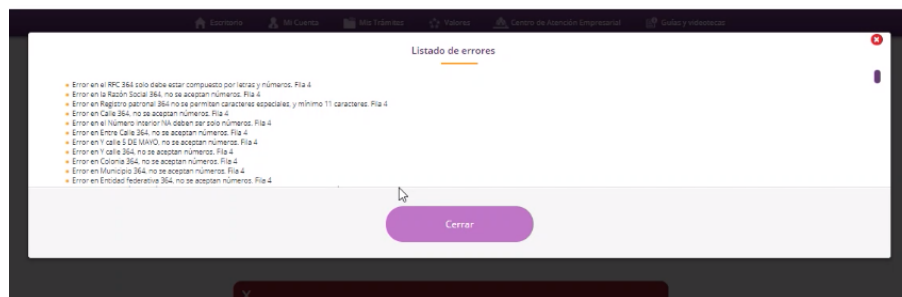 Escritorio Mi Cuenta Mis Trámites Valores Centro de Atención Empresarial Guías y videotecas
Listado de errores
Error en el RFC 364 solo debe estar compuesto por letras y números. Fila 4
Error en la Razón Social 364, no se aceptan números. Fila 4
Error en Registro patronal 364 no se permiten caracteres especiales, y mínimo 11 caracteres. Fila 4
Error en Calle 364, no se aceptan números. Fila 4
Error en el Número interior NA deben ser solo números. Fila 4
Error en Entre Calle 364, no se aceptan números. Fila 4
Error en Y calle 5 DE MAYO, no se aceptan números. Fila 4
Error en Y calle 364, no se aceptan números. Fila 4
Error en Colonia 364, no se aceptan números. Fila 4
Error en Municipio 364, no se aceptan números. Fila 4
Error en Entidad federativa 364, no se aceptan números. Fila 4
Cerrar